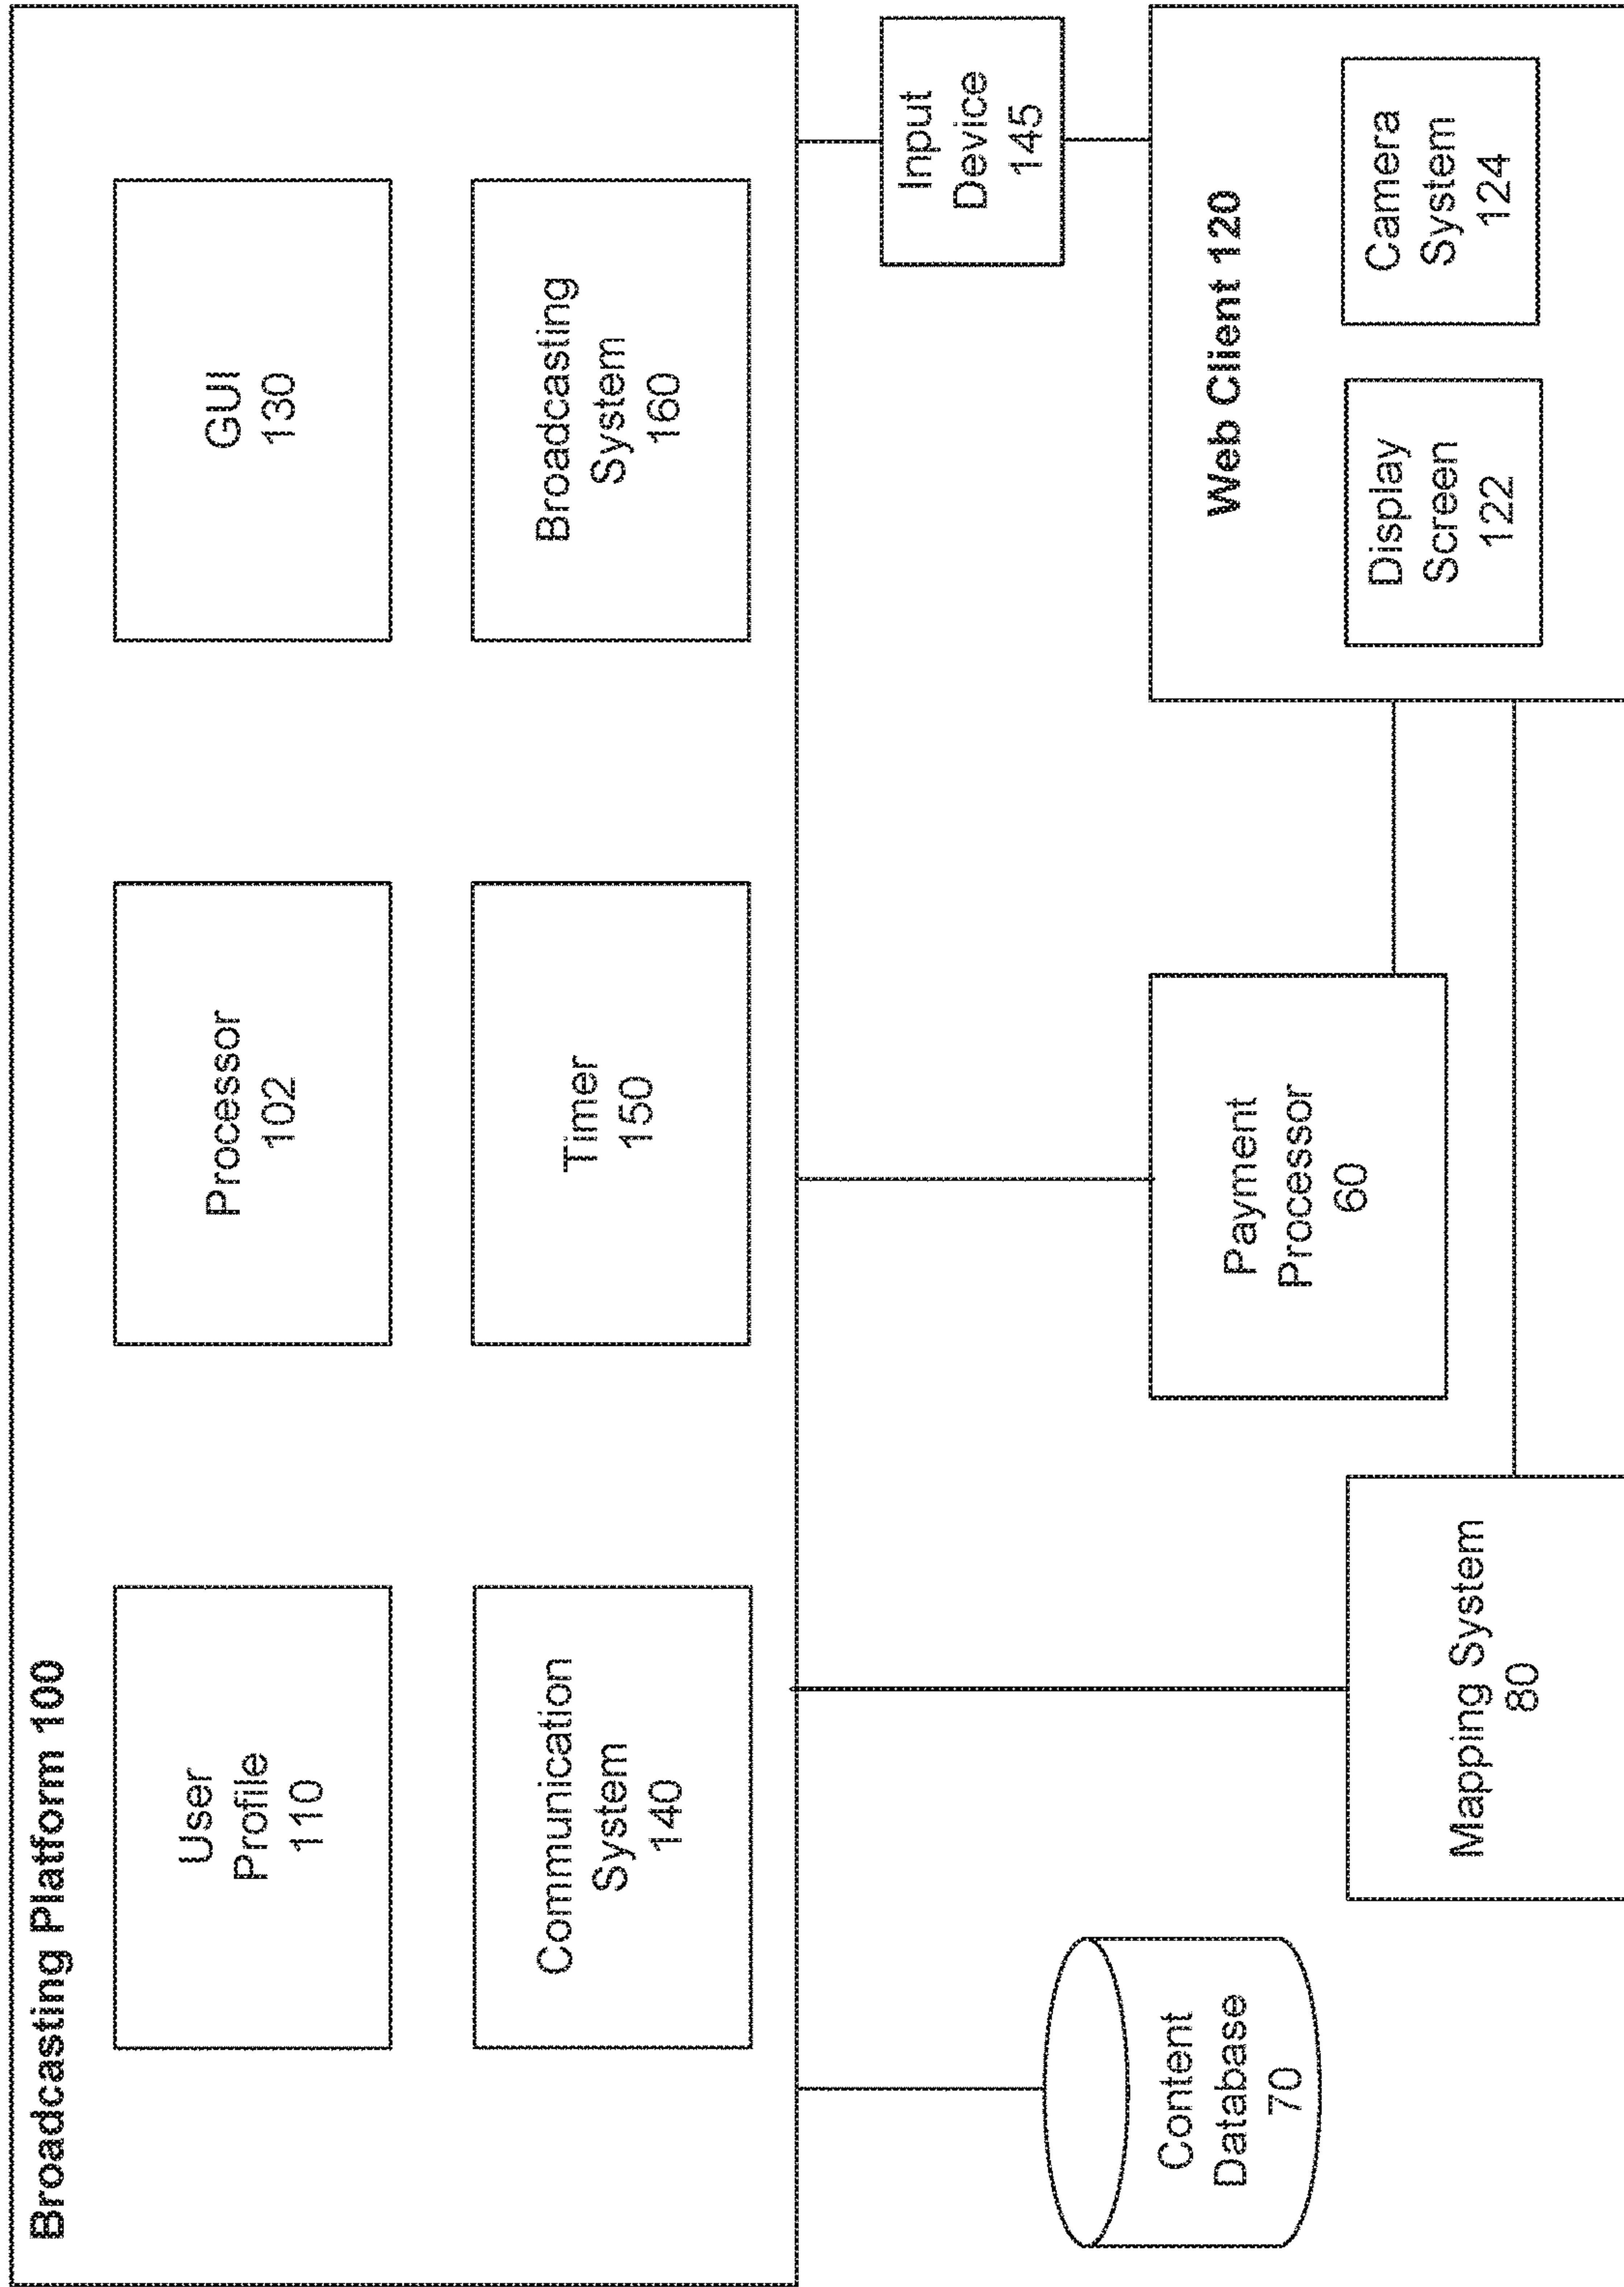 Broadcasting Platform 100
User
Profile
110
Processor
102
GUI
130
Communication
System
140
Timer
150
Broadcasting
System
160
Input
Device
145
Content
Database
70
Mapping System
80
Payment
Processor
60
Web Client 120
Display
Screen
122
Camera
System
124